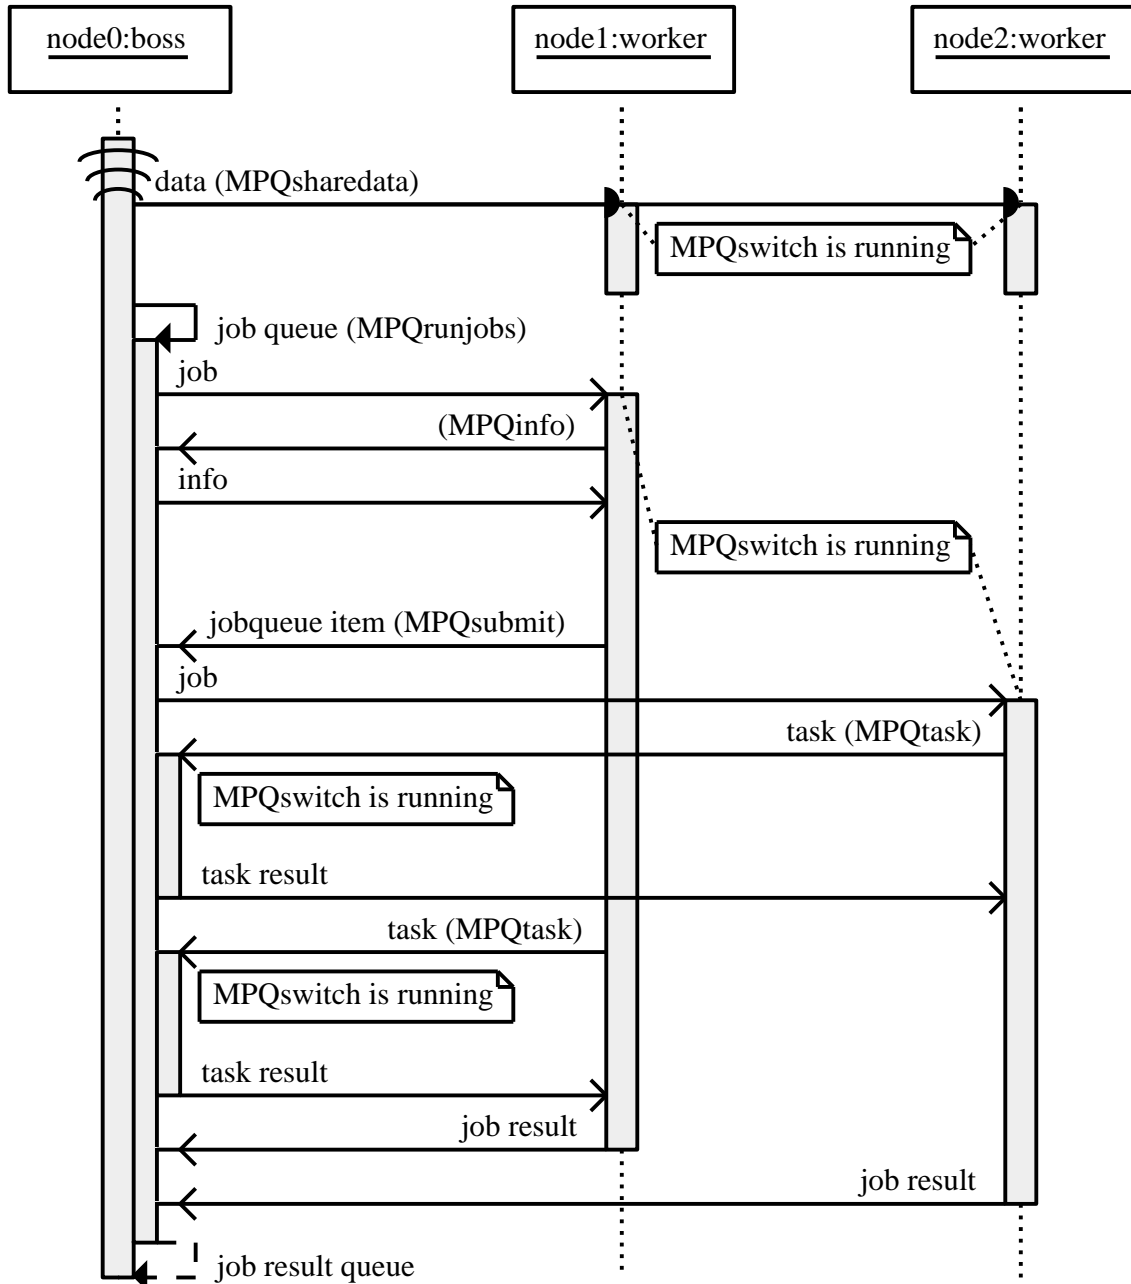 node0:boss
node1:worker
node2:worker
data (MPQsharedata)
MPQswitch is running
job queue (MPQrunjobs)
job
(MPQinfo)
info
MPQswitch is running
jobqueue item (MPQsubmit)
job
task (MPQtask)
MPQswitch is running
task result
task (MPQtask)
MPQswitch is running
task result
job result
job result
job result queue